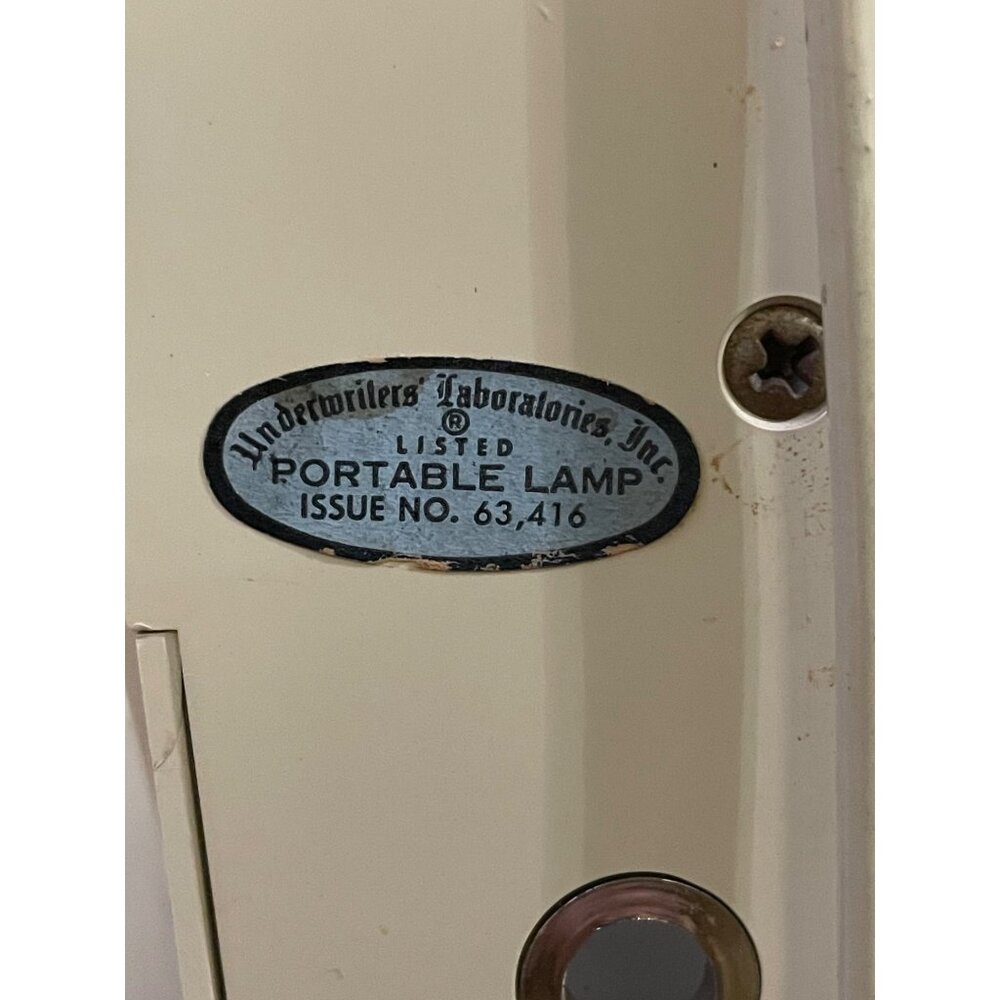 Underwriters' Laboratories, Inc.
®
LISTED
PORTABLE LAMP
ISSUE NO. 63,416